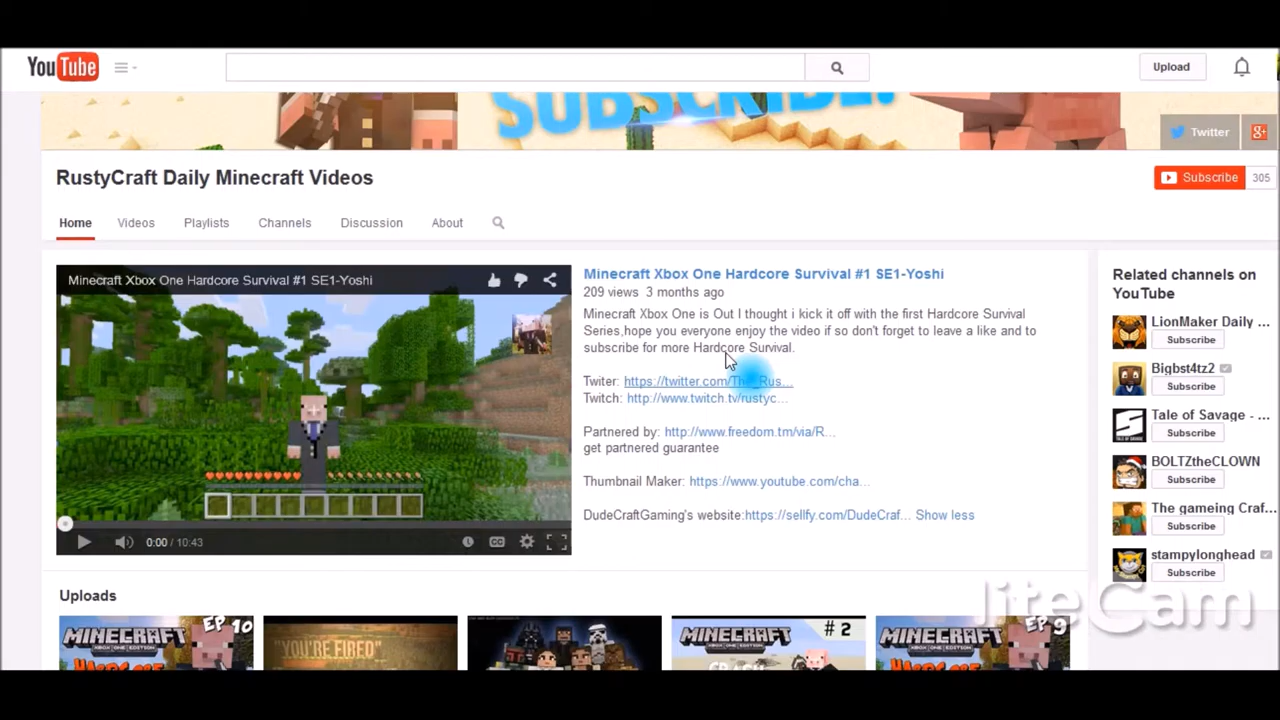 YouTube
Upload
SUBSCRIBE!
Twitter
RustyCraft Daily Minecraft Videos
Subscribe 305
Home Videos Playlists Channels Discussion About
Minecraft Xbox One Hardcore Survival #1 SE1-Yoshi
0:00 / 10:43
CC
Minecraft Xbox One Hardcore Survival #1 SE1-Yoshi
209 views 3 months ago
Minecraft Xbox One is Out I thought i kick it off with the first Hardcore Survival
Series,hope you everyone enjoy the video if so don't forget to leave a like and to
subscribe for more Hardcore Survival.
Twiter: https://twitter.com/The_Rus...
Twitch: http://www.twitch.tv/rustyc...
Partnered by: http://www.freedom.tm/via/R...
get partnered guarantee
Thumbnail Maker: https://www.youtube.com/cha...
DudeCraftGaming's website:https://sellfy.com/DudeCraf... Show less
Related channels on
YouTube
LionMaker Daily ...
Subscribe
Bigbst4tz2
Subscribe
Tale of Savage - ...
Subscribe
BOLTZtheCLOWN
Subscribe
The gameing Craf...
Subscribe
stampylonghead
Subscribe
liteCam
Uploads
MINECRAFT EP 10
"YOU'RE FIRED"
MINECRAFT # 2
MINECRAFT EP 9